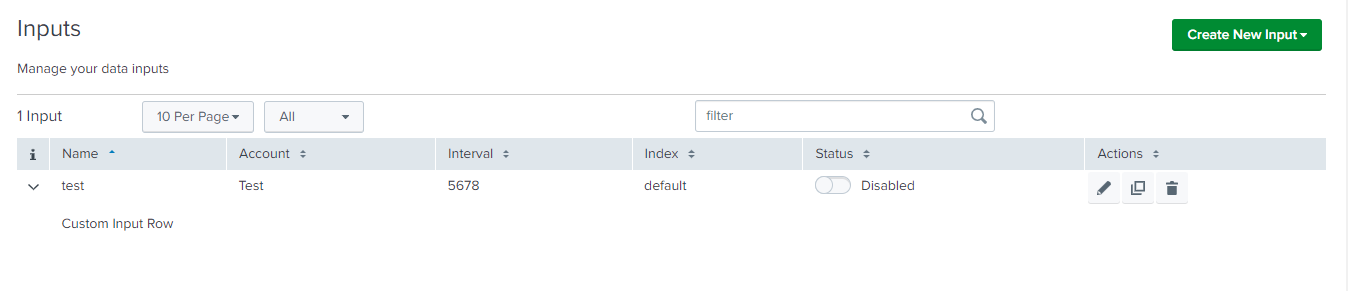 Inputs
Create New Input
Manage your data inputs
1 Input 10 Per Page All filter
i Name Account Interval Index Status Actions
test Test 5678 default Disabled
Custom Input Row